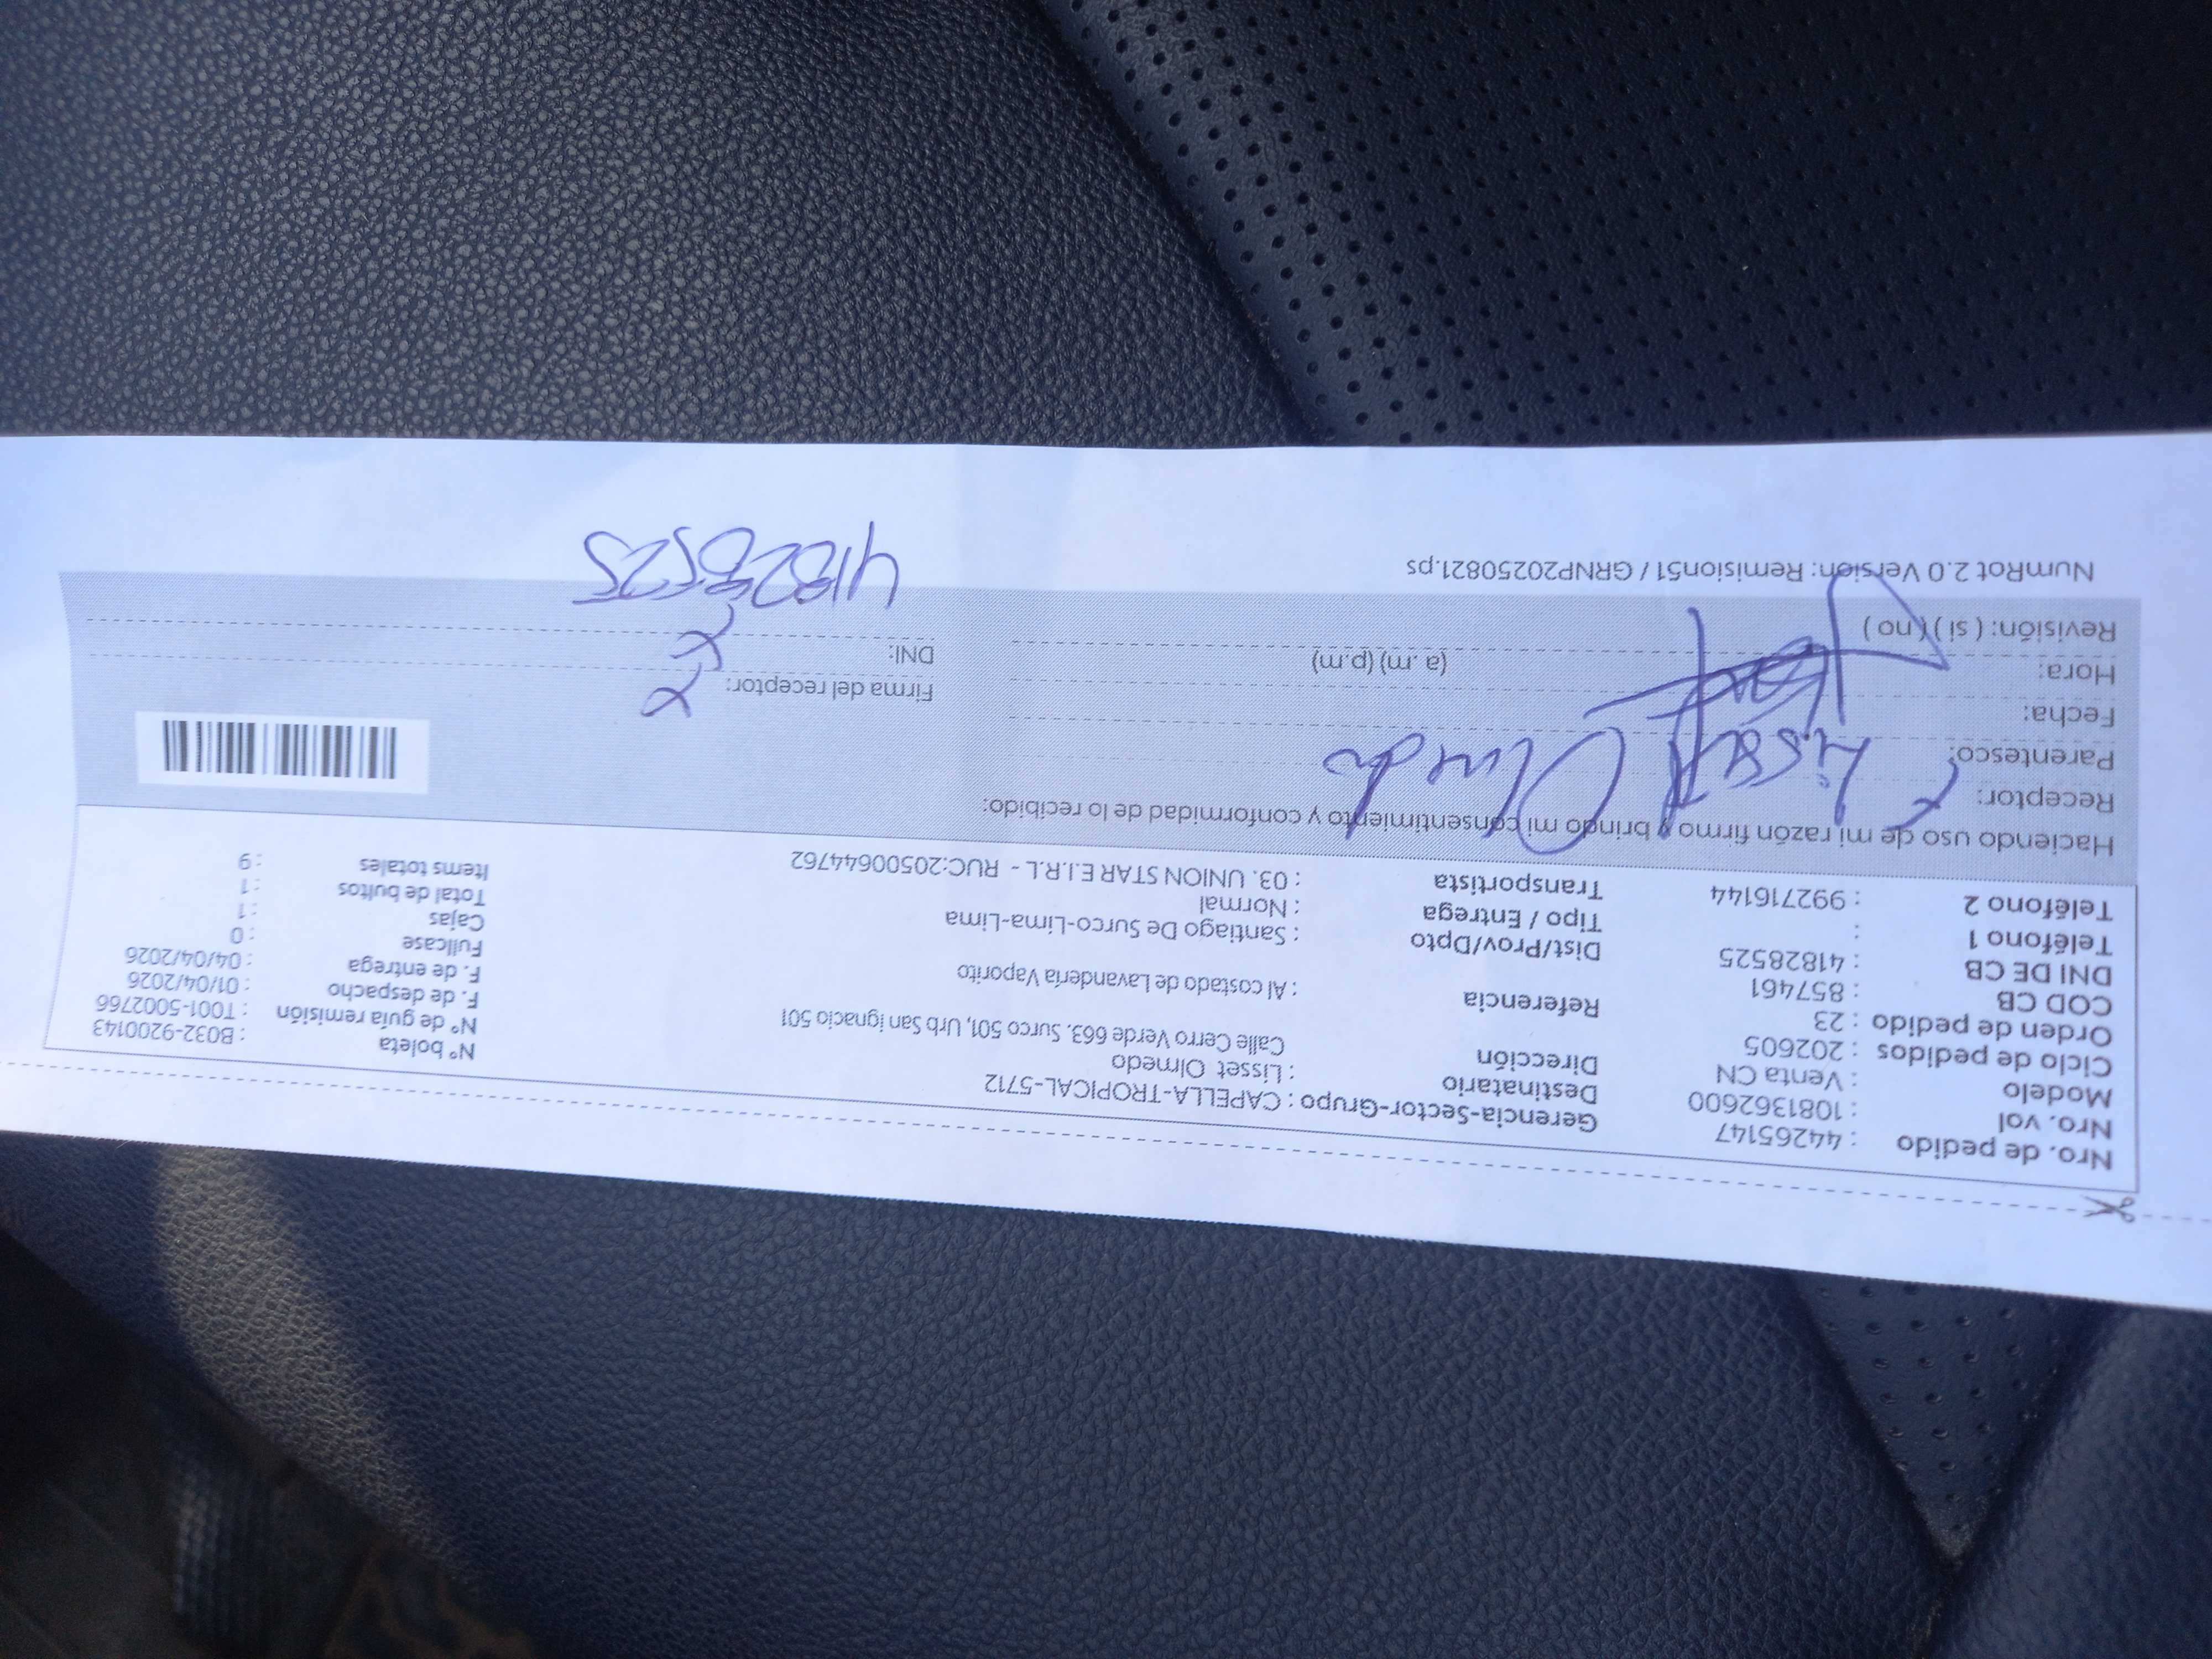 Nro. de pedido : 44265147
Nro. vol : 1081362600
Modelo : Venta CN
Ciclo de pedidos : 202605
Orden de pedido : 23
COD CB : 857461
DNI DE CB : 41828525
Teléfono 1 :
Teléfono 2 : 992716144
Gerencia-Sector-Grupo : CAPELLA-TROPICAL-5712
Destinatario : Lisset Olmedo
Dirección Calle Cerro Verde 663. Surco 501, Urb San ignacio 501
Referencia : Al costado de Lavandería Vaporito
Dist/Prov/Dpto : Santiago De Surco-Lima-Lima
Tipo / Entrega : Normal
Transportista : 03. UNION STAR E.I.R.L - RUC:20500644762
N° boleta : B032-9200143
N° de guía remisión : T001-5002766
F. de despacho : 01/04/2026
F. de entrega : 04/04/2026
Fullcase : 0
Cajas : 1
Total de bultos : 1
Items totales : 9
Haciendo uso de mi razón firmo y brindo mi consentimiento y conformidad de lo recibido:
Receptor: Lisset Olmedo
Parentesco:
Fecha:
Hora: (a .m) (p.m)
Revisión: ( si ) ( no )
Firma del receptor: x
DNI: x
41828525
NumRot 2.0 Versión: Remision51 / GRNP20250821.ps